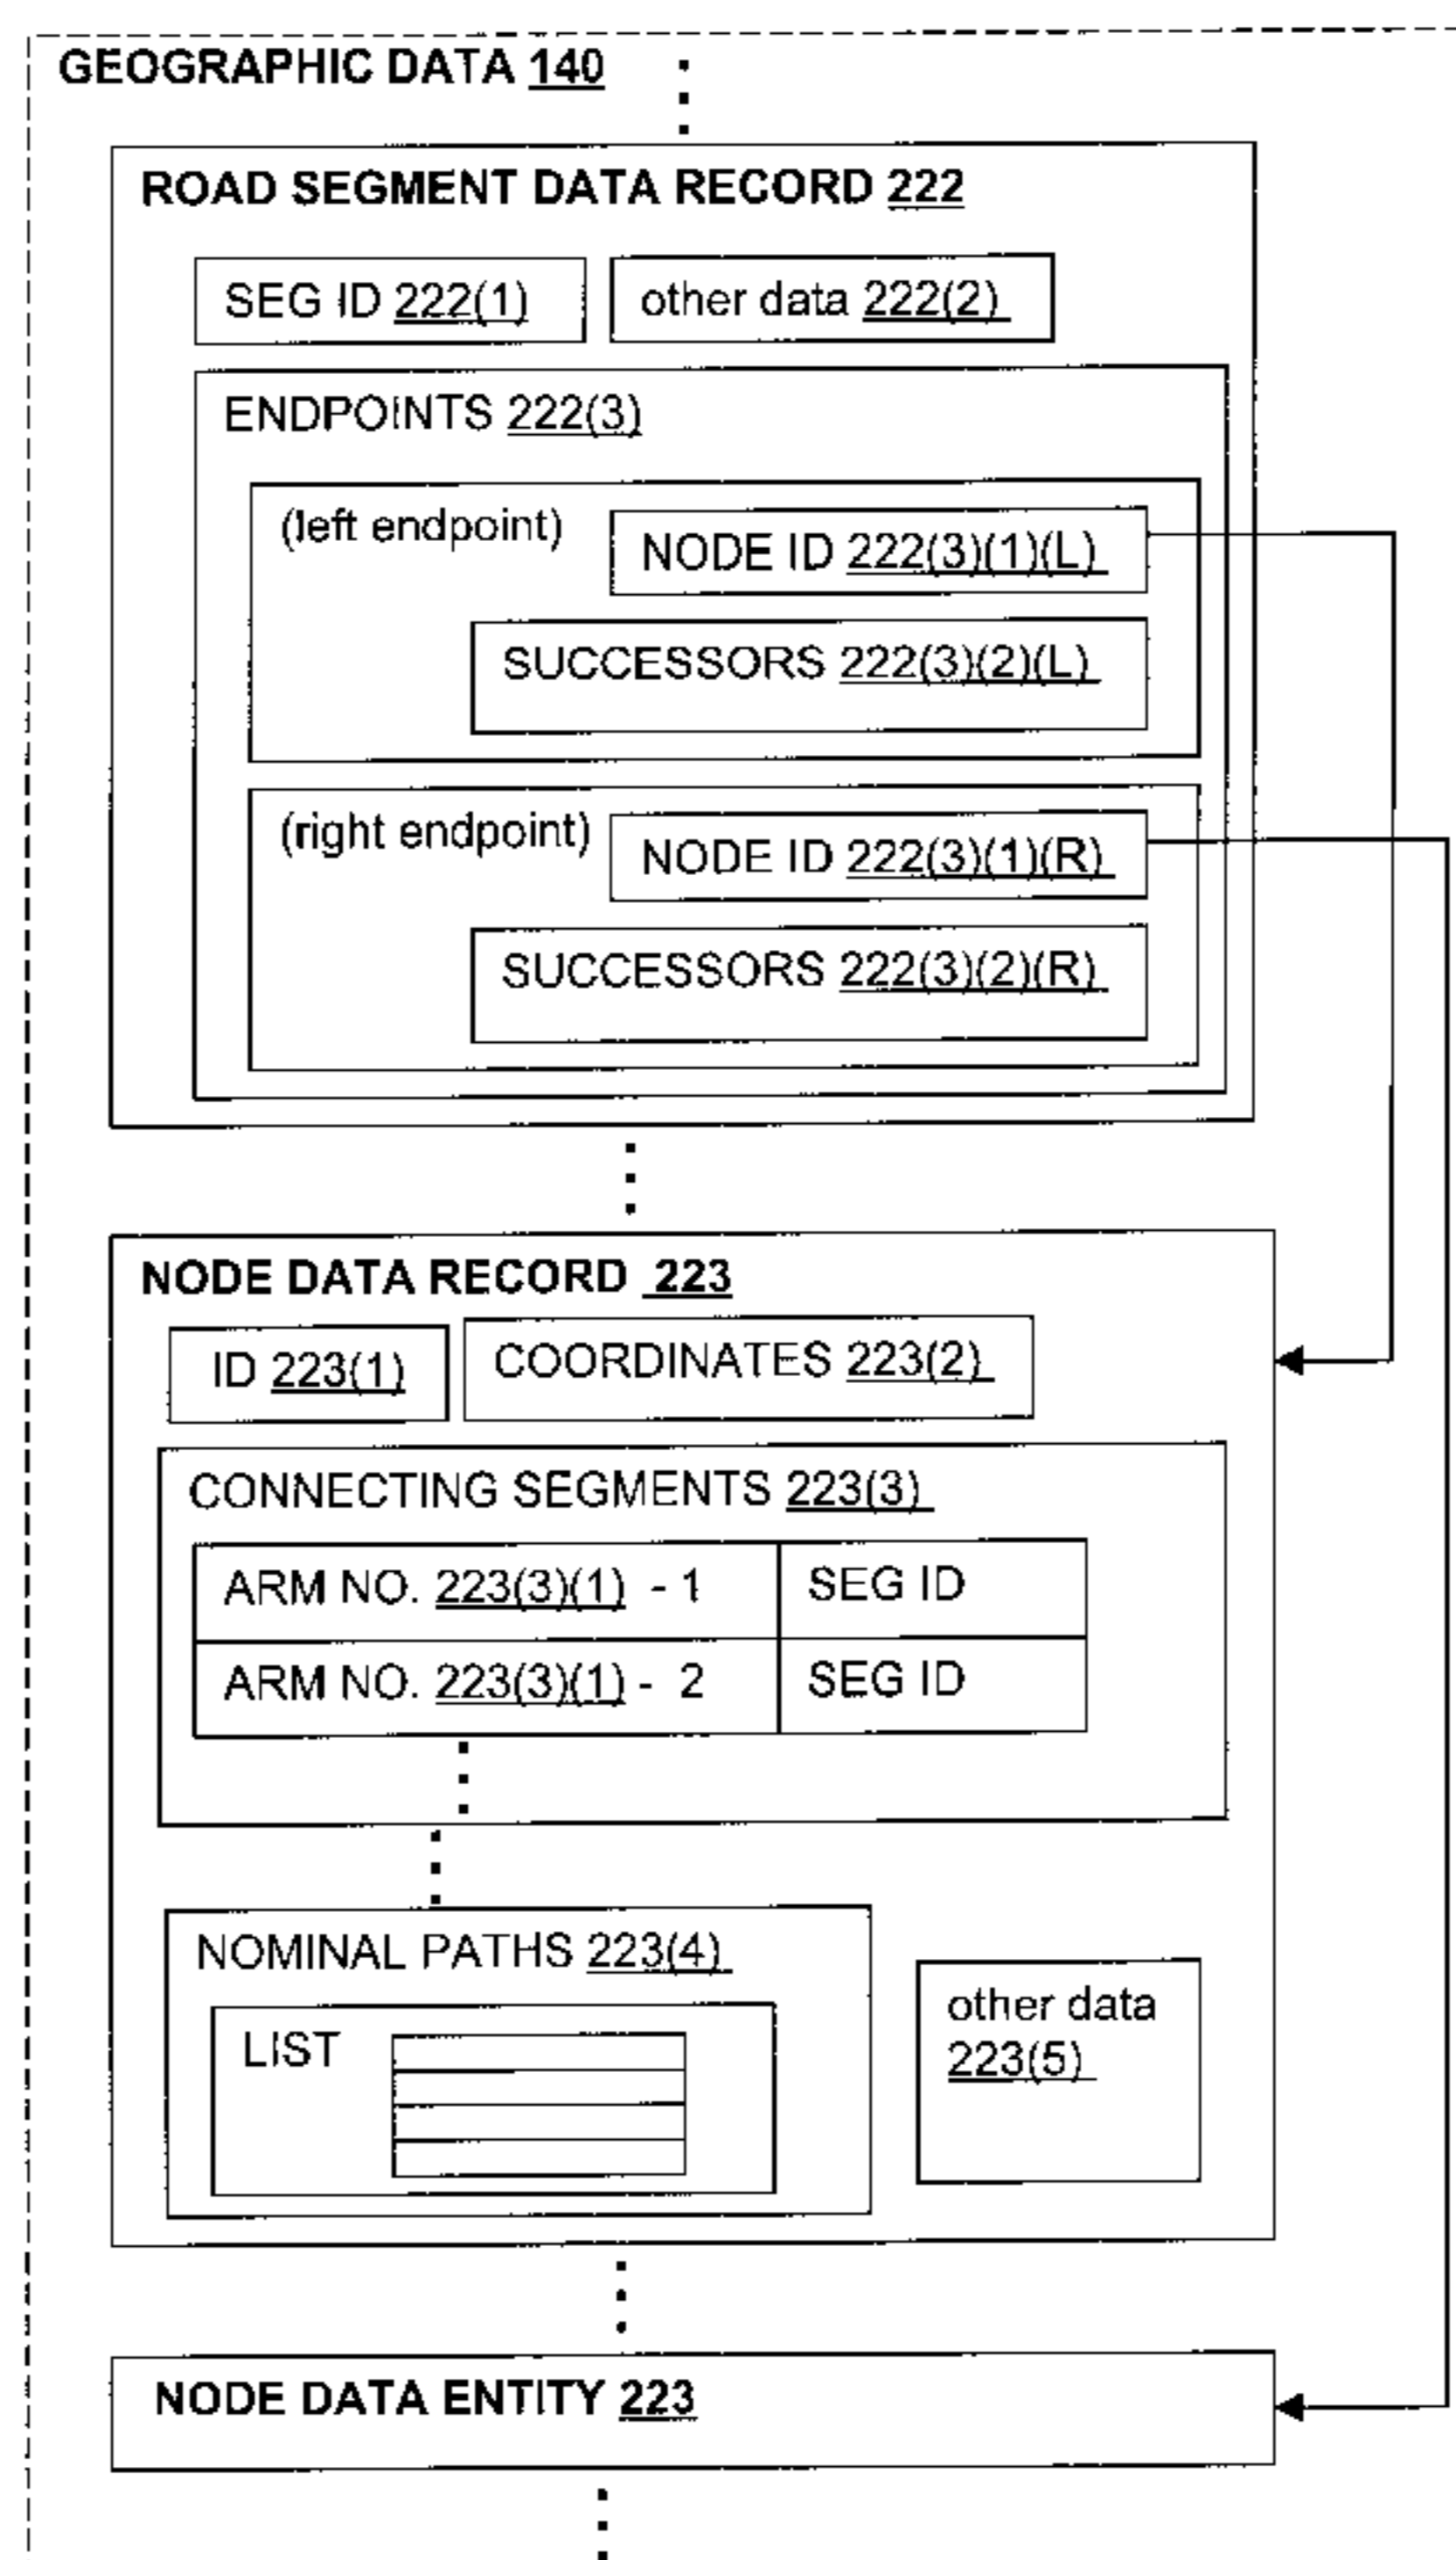 GEOGRAPHIC DATA 140
ROAD SEGMENT DATA RECORD 222
SEG ID 222(1)
other data 222(2)
ENDPOINTS 222(3)
(left endpoint)
NODE ID 222(3)(1)(L)
SUCCESSORS 222(3)(2)(L)
(right endpoint)
NODE ID 222(3)(1)(R)
SUCCESSORS 222(3)(2)(R)
NODE DATA RECORD 223
ID 223(1)
COORDINATES 223(2)
CONNECTING SEGMENTS 223(3)
ARM NO. 223(3)(1) - 1
SEG ID
ARM NO. 223(3)(1) - 2
SEG ID
NOMINAL PATHS 223(4)
LIST
other data
223(5)
NODE DATA ENTITY 223